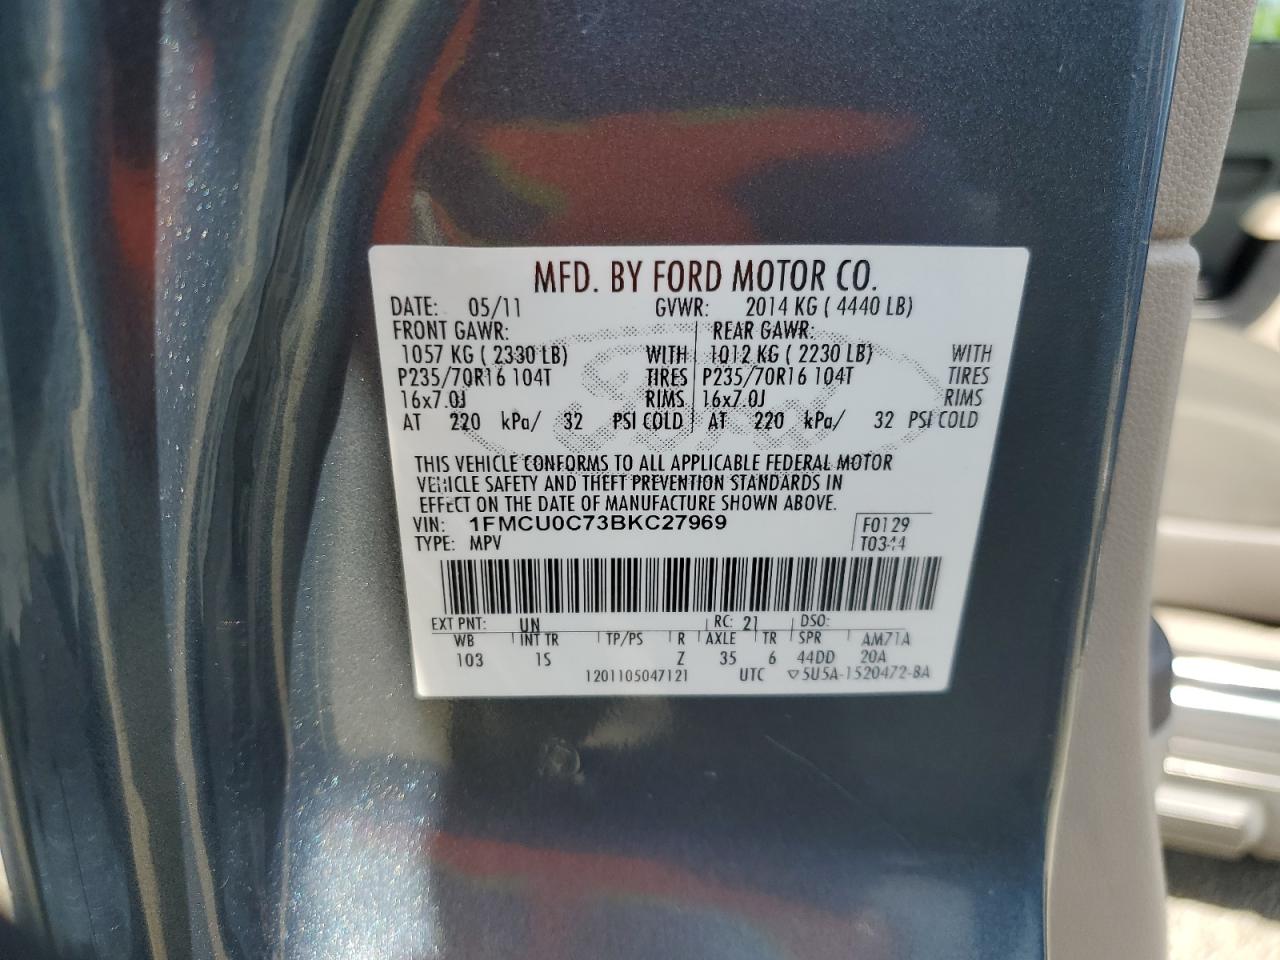 MFD. BY FORD MOTOR CO.
DATE: 05/11 GVWR: 2014 KG ( 4440 LB)
FRONT GAWR: REAR GAWR:
1057 KG ( 2330 LB) WITH 1012 KG ( 2230 LB) WITH
P235/70R16 104T TIRES P235/70R16 104T TIRES
16x7.0J RIMS 16x7.0J RIMS
AT 220 kPa/ 32 PSI COLD AT 220 kPa/ 32 PSI COLD
THIS VEHICLE CONFORMS TO ALL APPLICABLE FEDERAL MOTOR
VEHICLE SAFETY AND THEFT PREVENTION STANDARDS IN
EFFECT ON THE DATE OF MANUFACTURE SHOWN ABOVE.
VIN: 1FMCU0C73BKC27969 F0129
TYPE: MPV T0344
EXT PNT: UN RC: 21 DSO:
WB INT TR TP/PS R AXLE TR SPR AM71A
103 1S Z 35 6 44DD 20A
1201105047121 UTC ▽5U5A-1520472-BA